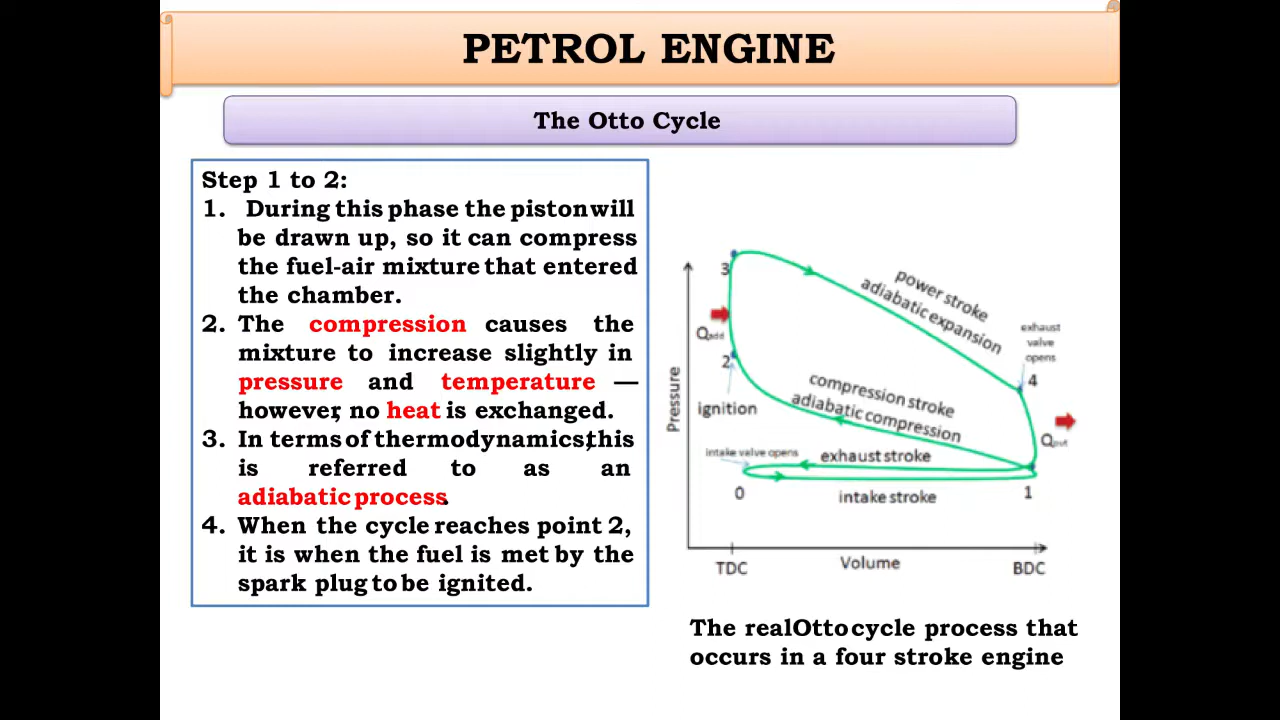 PETROL ENGINE
The Otto Cycle
Step 1 to 2:
1. During this phase the piston will
be drawn up, so it can compress
the fuel-air mixture that entered
the chamber.
2. The compression causes the
mixture to increase slightly in
pressure and temperature —
however, no heat is exchanged.
3. In terms of thermodynamics, this
is referred to as an
adiabatic process.
4. When the cycle reaches point 2,
it is when the fuel is met by the
spark plug to be ignited.
3
power stroke
adiabatic expansion
Qadd
exhaust
valve
opens
2
4
ignition
compression stroke
adiabatic compression
Qout
Pressure
intake valve opens
exhaust stroke
0
intake stroke
1
TDC
Volume
BDC
The real Otto cycle process that
occurs in a four stroke engine